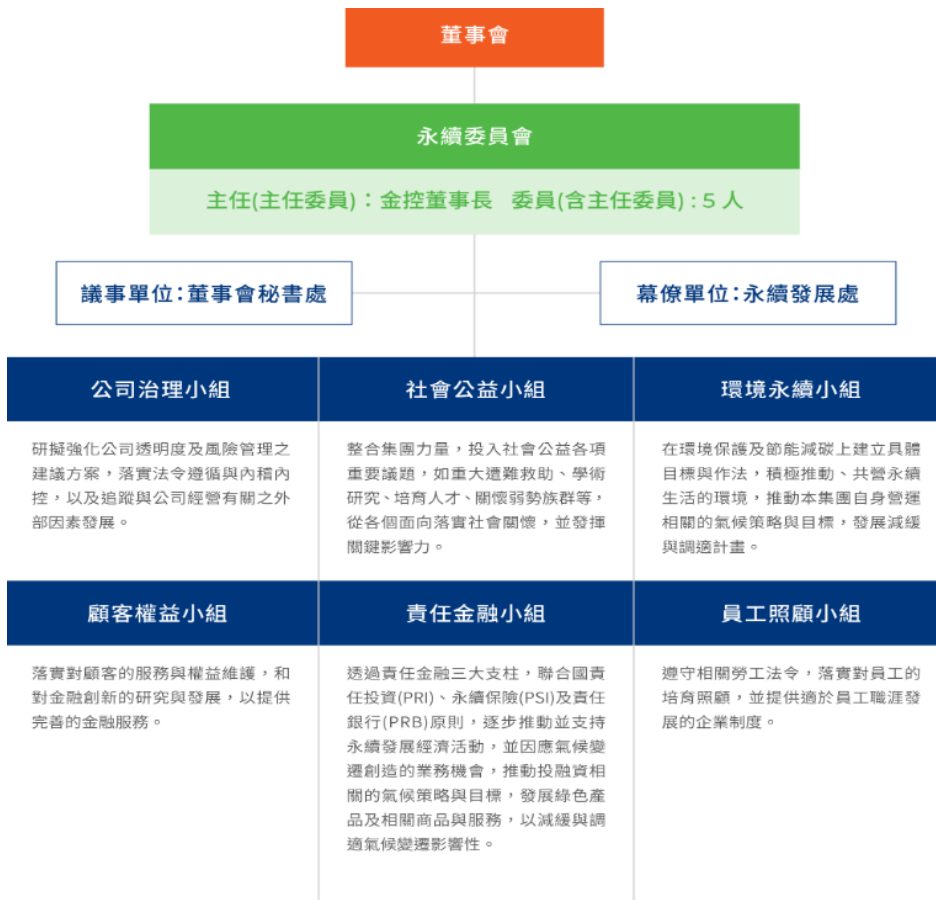 董事會
永續委員會
主任(主任委員)：金控董事長 委員(含主任委員)：5 人
議事單位：董事會秘書處
幕僚單位：永續發展處
公司治理小組
研擬強化公司透明度及風險管理之
建議方案，落實法令遵循與內稽內
控，以及追蹤與公司經營有關之外
部因素發展。
社會公益小組
整合集團力量，投入社會公益各項
重要議題，如重大遭難救助、學術
研究、培育人才、關懷弱勢族群等，
從各個面向落實社會關懷，並發揮
關鍵影響力。
環境永續小組
在環境保護及節能減碳上建立具體
目標與作法，積極推動、共營永續
生活的環境，推動本集團自身營運
相關的氣候策略與目標，發展減緩
與調適計畫。
顧客權益小組
落實對顧客的服務與權益維護，和
對金融創新的研究與發展，以提供
完善的金融服務。
責任金融小組
透過責任金融三大支柱，聯合國責
任投資(PRI)、永續保險(PSI)及責任
銀行(PRB)原則，逐步推動並支持
永續發展經濟活動，並因應氣候變
遷創造的業務機會，推動投融資相
關的氣候策略與目標，發展綠色產
品及相關商品與服務，以減緩與調
適氣候變遷影響性。
員工照顧小組
遵守相關勞工法令，落實對員工的
培育照顧，並提供適於員工職涯發
展的企業制度。